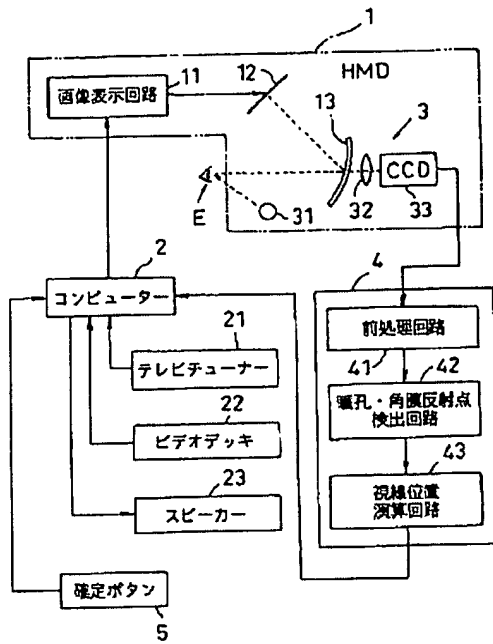 1
HMD
画像表示回路
11
12
13
3
CCD
33
32
31
E
2
コンピューター
21
テレビチューナー
22
ビデオデッキ
23
スピーカー
確定ボタン
5
4
前処理回路
41
42
瞳孔・角膜反射点
検出回路
43
視線位置
演算回路